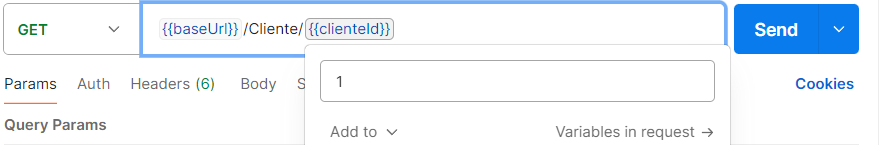 GET {{baseUrl}}/Cliente/{{clienteId}} Send
1
Params Auth Headers (6) Body S Cookies
Add to Variables in request →
Query Params